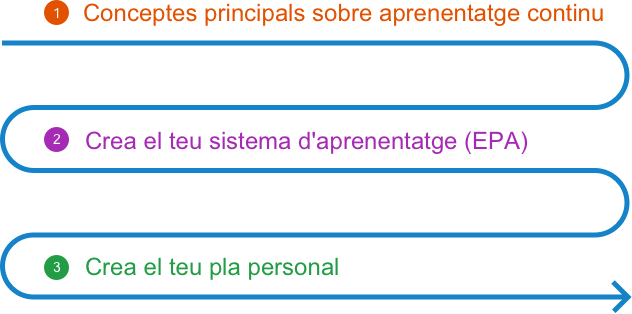 1 Conceptes principals sobre aprenentatge continu
2 Crea el teu sistema d'aprenentatge (EPA)
3 Crea el teu pla personal